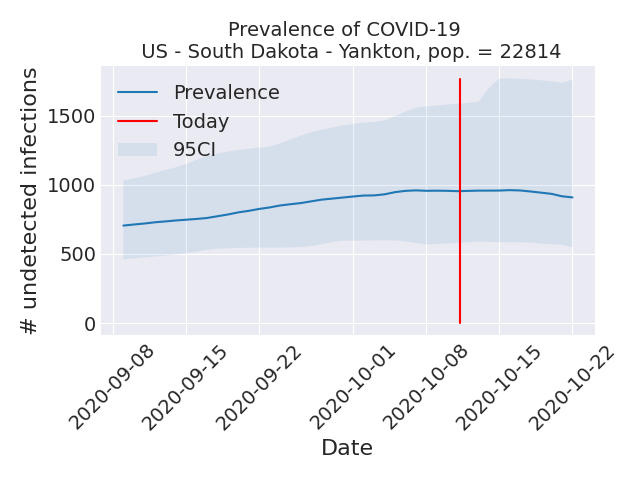 Prevalence of COVID-19
US - South Dakota - Yankton, pop. = 22814
# undetected infections
1500
1000
500
0
Prevalence
Today
95CI
2020-09-08
2020-09-15
2020-09-22
2020-10-01
2020-10-08
2020-10-15
2020-10-22
Date